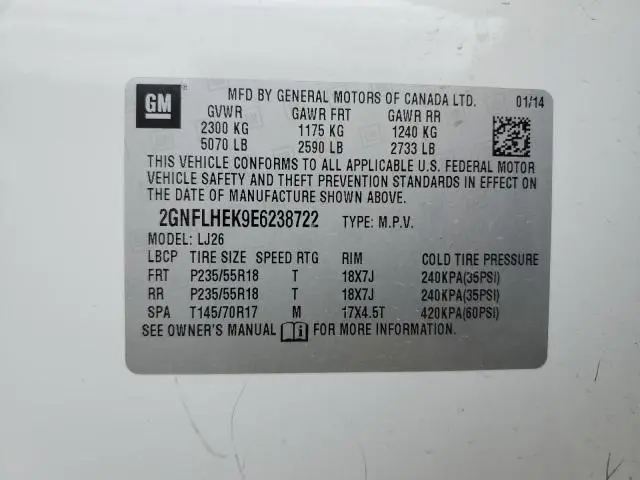 GM
MFD BY GENERAL MOTORS OF CANADA LTD. 01/14
GVWR GAWR FRT GAWR RR
2300 KG 1175 KG 1240 KG
5070 LB 2590 LB 2733 LB
THIS VEHICLE CONFORMS TO ALL APPLICABLE U.S. FEDERAL MOTOR
VEHICLE SAFETY AND THEFT PREVENTION STANDARDS IN EFFECT ON
THE DATE OF MANUFACTURE SHOWN ABOVE.
2GNFLHEK9E6238722 TYPE: M.P.V.
MODEL: LJ26
LBCP TIRE SIZE SPEED RTG RIM COLD TIRE PRESSURE
FRT P235/55R18 T 18X7J 240KPA(35PSI)
RR P235/55R18 T 18X7J 240KPA(35PSI)
SPA T145/70R17 M 17X4.5T 420KPA(60PSI)
SEE OWNER'S MANUAL FOR MORE INFORMATION.